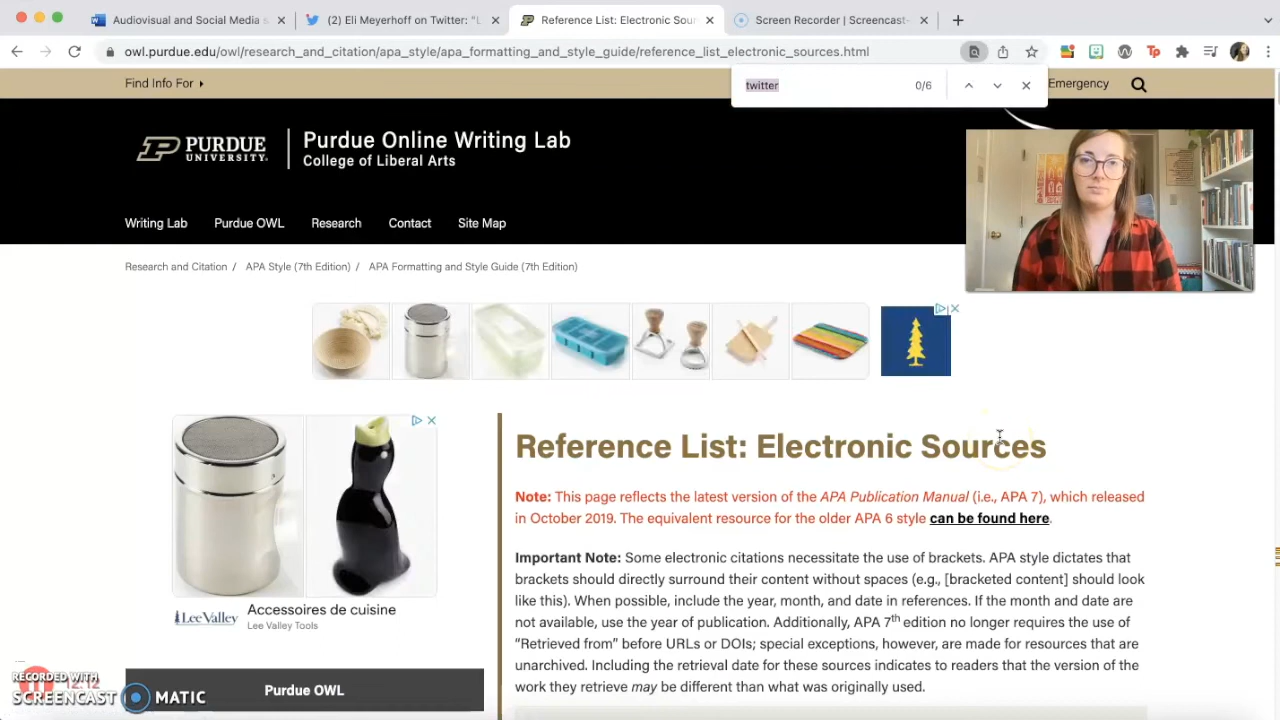 Audiovisual and Social Media s
(2) Eli Meyerhoff on Twitter: "L
Reference List: Electronic Sour
Screen Recorder | Screencast-
owl.purdue.edu/owl/research_and_citation/apa_style/apa_formatting_and_style_guide/reference_list_electronic_sources.html
Find Info For
twitter
0/6
Emergency
PURDUE
UNIVERSITY®
Purdue Online Writing Lab
College of Liberal Arts
Writing Lab
Purdue OWL
Research
Contact
Site Map
Research and Citation /
APA Style (7th Edition) /
APA Formatting and Style Guide (7th Edition)
Reference List: Electronic Sources
Note: This page reflects the latest version of the APA Publication Manual (i.e., APA 7), which released
in October 2019. The equivalent resource for the older APA 6 style can be found here.
Important Note: Some electronic citations necessitate the use of brackets. APA style dictates that
brackets should directly surround their content without spaces (e.g., [bracketed content] should look
like this). When possible, include the year, month, and date in references. If the month and date are
not available, use the year of publication. Additionally, APA 7th edition no longer requires the use of
"Retrieved from" before URLs or DOIs; special exceptions, however, are made for resources that are
unarchived. Including the retrieval date for these sources indicates to readers that the version of the
work they retrieve may be different than what was originally used.
Lee Valley
Accessoires de cuisine
Lee Valley Tools
Purdue OWL
RECORDED WITH
SCREENCAST MATIC